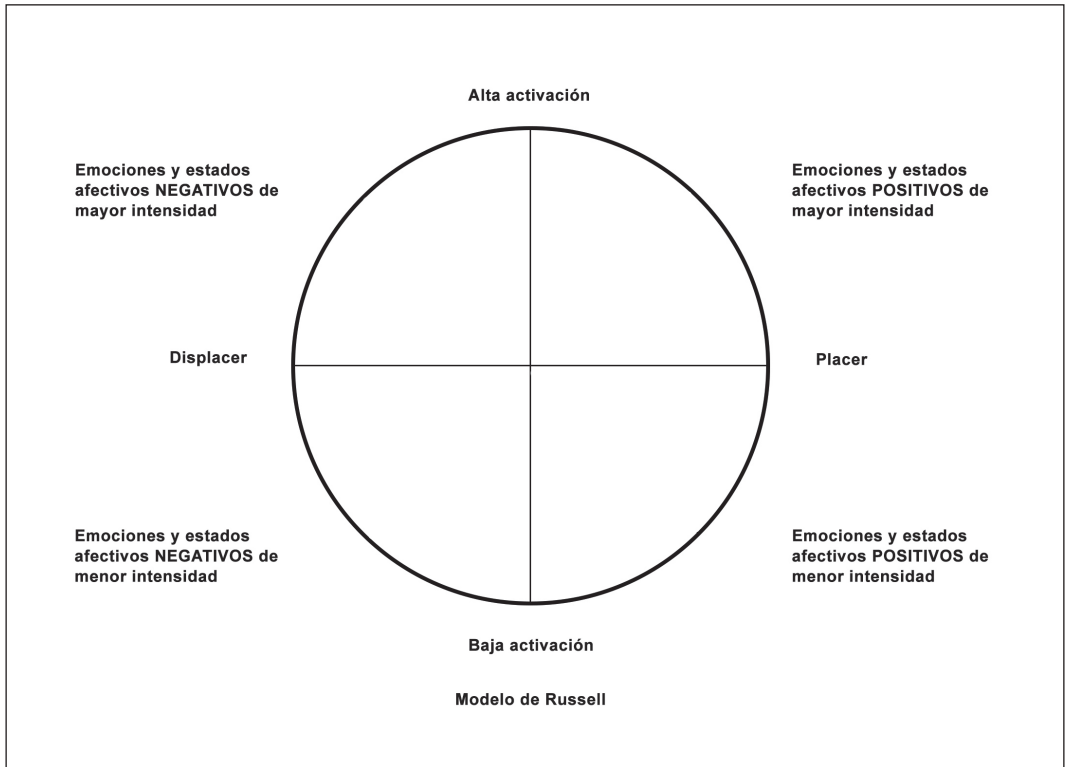 Alta activación
Emociones y estados
afectivos NEGATIVOS de
mayor intensidad
Emociones y estados
afectivos POSITIVOS de
mayor intensidad
Displacer
Placer
Emociones y estados
afectivos NEGATIVOS de
menor intensidad
Emociones y estados
afectivos POSITIVOS de
menor intensidad
Baja activación
Modelo de Russell